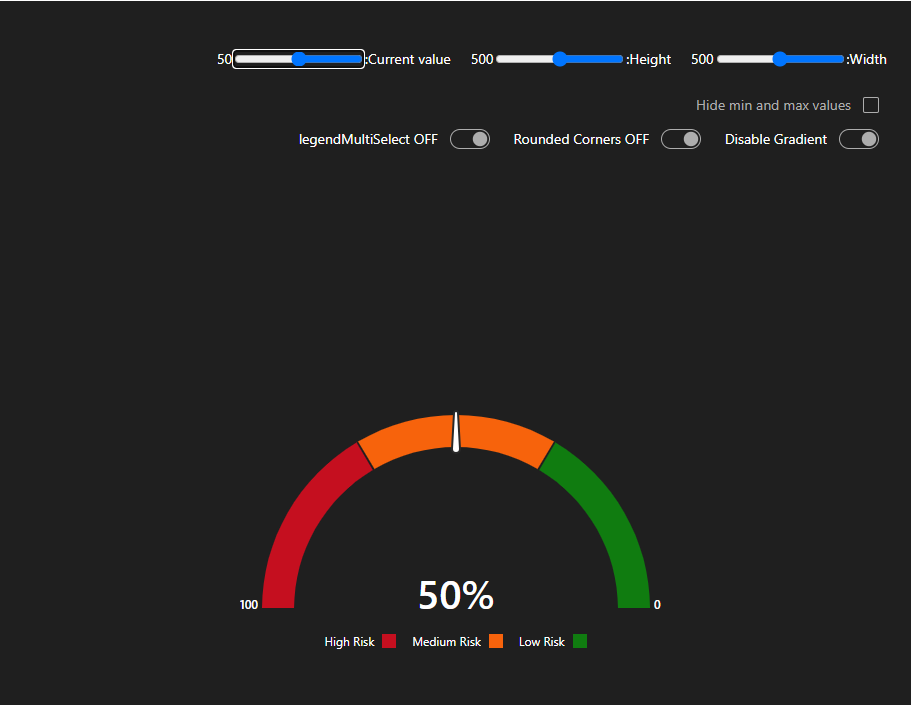 50 :Current value 500 :Height 500 :Width
Hide min and max values
legendMultiSelect OFF Rounded Corners OFF Disable Gradient
100 50% 0
High Risk Medium Risk Low Risk